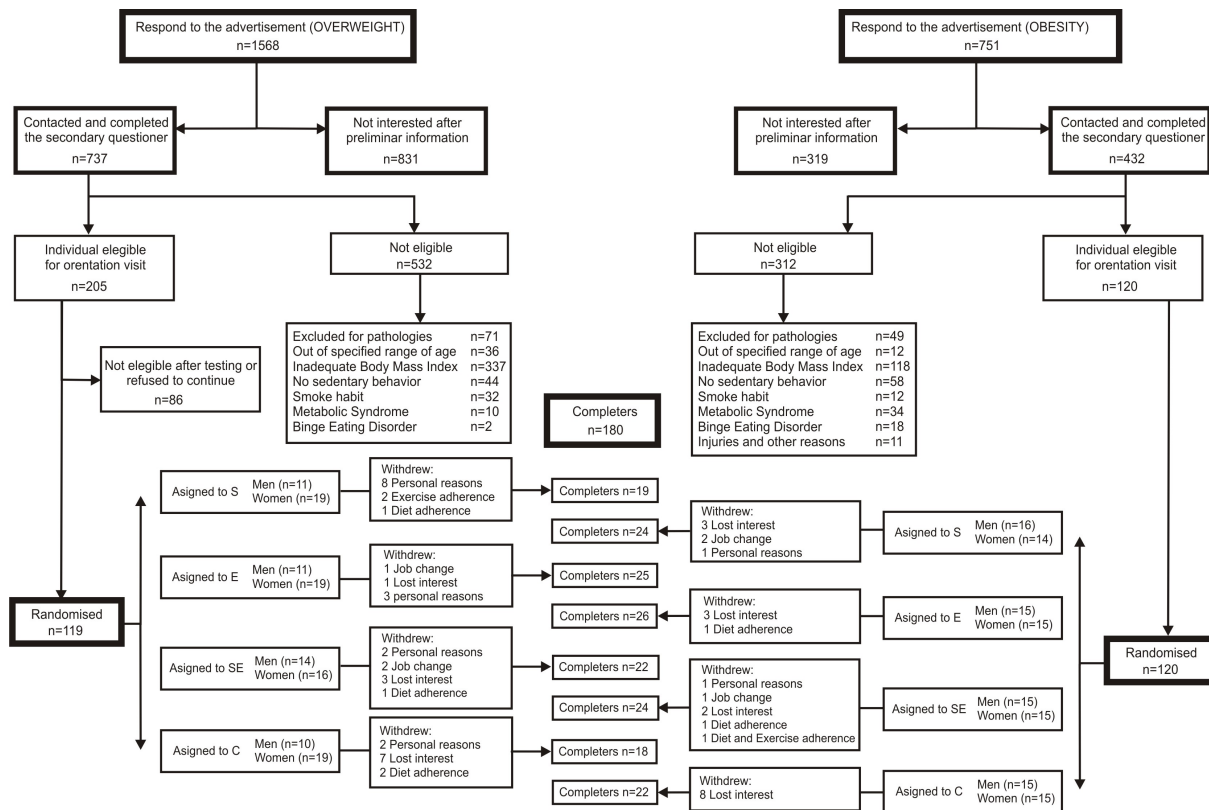 Respond to the advertisement (OVERWEIGHT)
n=1568
Respond to the advertisement (OBESITY)
n=751
Contacted and completed
the secondary questioner
n=737
Not interested after
preliminar information
n=831
Not interested after
preliminar information
n=319
Contacted and completed
the secondary questioner
n=432
Individual elegible
for orentation visit
n=205
Not eligible
n=532
Not eligible
n=312
Individual elegible
for orentation visit
n=120
Not elegible after testing or
refused to continue
n=86
Excluded for pathologies n=71
Out of specified range of age n=36
Inadequate Body Mass Index n=337
No sedentary behavior n=44
Smoke habit n=32
Metabolic Syndrome n=10
Binge Eating Disorder n=2
Completers
n=180
Excluded for pathologies n=49
Out of specified range of age n=12
Inadequate Body Mass Index n=118
No sedentary behavior n=58
Smoke habit n=12
Metabolic Syndrome n=34
Binge Eating Disorder n=18
Injuries and other reasons n=11
Asigned to S Men (n=11)
Women (n=19)
Withdrew:
8 Personal reasons
2 Exercise adherence
1 Diet adherence
Completers n=19
Completers n=24
Withdrew:
3 Lost interest
2 Job change
1 Personal reasons
Asigned to S Men (n=16)
Women (n=14)
Asigned to E Men (n=11)
Women (n=19)
Withdrew:
1 Job change
1 Lost interest
3 personal reasons
Completers n=25
Completers n=26
Withdrew:
3 Lost interest
1 Diet adherence
Asigned to E Men (n=15)
Women (n=15)
Randomised
n=119
Randomised
n=120
Asigned to SE Men (n=14)
Women (n=16)
Withdrew:
2 Personal reasons
2 Job change
3 Lost interest
1 Diet adherence
Completers n=22
Completers n=24
Withdrew:
1 Personal reasons
1 Job change
2 Lost interest
1 Diet adherence
1 Diet and Exercise adherence
Asigned to SE Men (n=15)
Women (n=15)
Asigned to C Men (n=10)
Women (n=19)
Withdrew:
2 Personal reasons
7 Lost interest
2 Diet adherence
Completers n=18
Completers n=22
Withdrew:
8 Lost interest
Asigned to C Men (n=15)
Women (n=15)